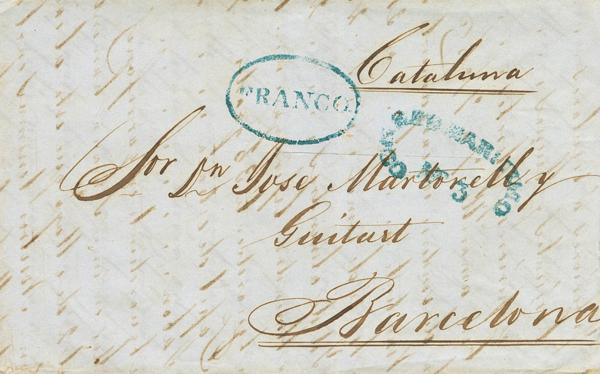 Cataluna
FRANCO
Sor Dn Jose Martorell y
Guitart
Barcelona